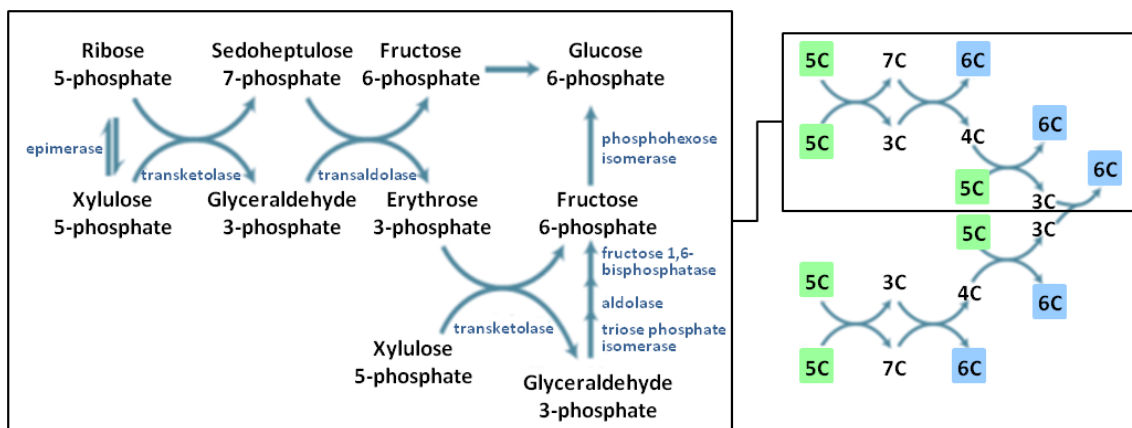 Ribose
5-phosphate
Sedoheptulose
7-phosphate
Fructose
6-phosphate
Glucose
6-phosphate
epimerase
transketolase
transaldolase
phosphohexose
isomerase
Xylulose
5-phosphate
Glyceraldehyde
3-phosphate
Erythrose
3-phosphate
Fructose
6-phosphate
fructose 1,6-
bisphosphatase
aldolase
triose phosphate
isomerase
transketolase
Xylulose
5-phosphate
Glyceraldehyde
3-phosphate
5C
7C
6C
5C
3C
4C
6C
6C
5C
3C
5C
3C
5C
3C
4C
6C
5C
7C
6C